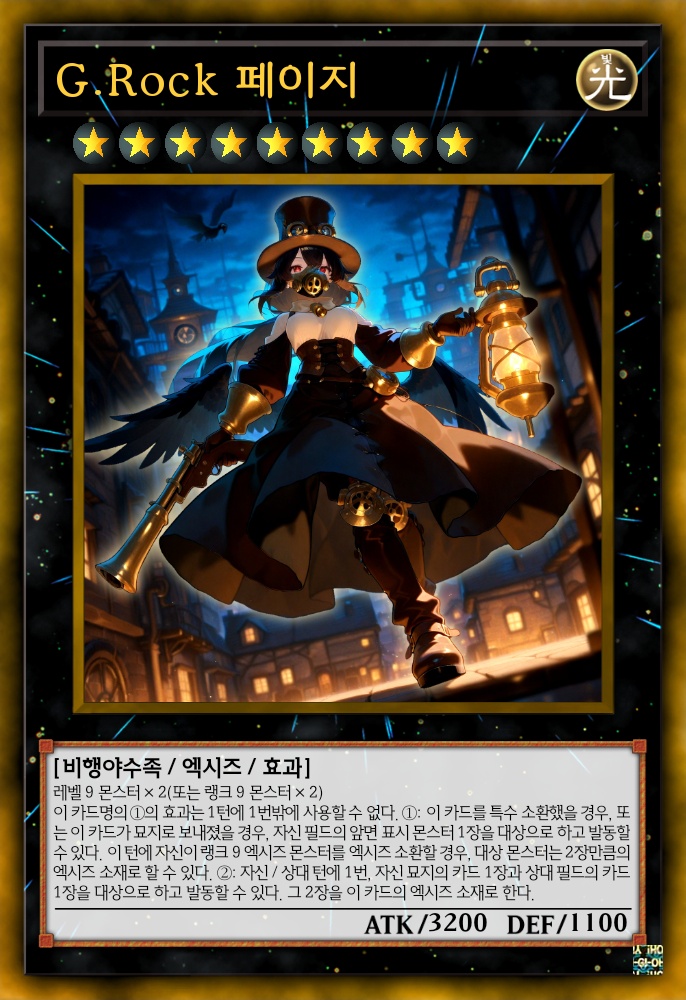 G.Rock 페이지
빛
光
[비행야수족 / 엑시즈 / 효과]
레벨 9 몬스터 × 2(또는 랭크 9 몬스터 × 2)
이 카드명의 ①의 효과는 1턴에 1번밖에 사용할 수 없다. ①: 이 카드를 특수 소환했을 경우, 또
는 이 카드가 묘지로 보내졌을 경우, 자신 필드의 앞면 표시 몬스터 1장을 대상으로 하고 발동할
수 있다. 이 턴에 자신이 랭크 9 엑시즈 몬스터를 엑시즈 소환할 경우, 대상 몬스터는 2장만큼의
엑시즈 소재로 할 수 있다. ②: 자신 / 상대 턴에 1번, 자신 묘지의 카드 1장과 상대 필드의 카드
1장을 대상으로 하고 발동할 수 있다. 그 2장을 이 카드의 엑시즈 소재로 한다.
ATK/3200 DEF/1100